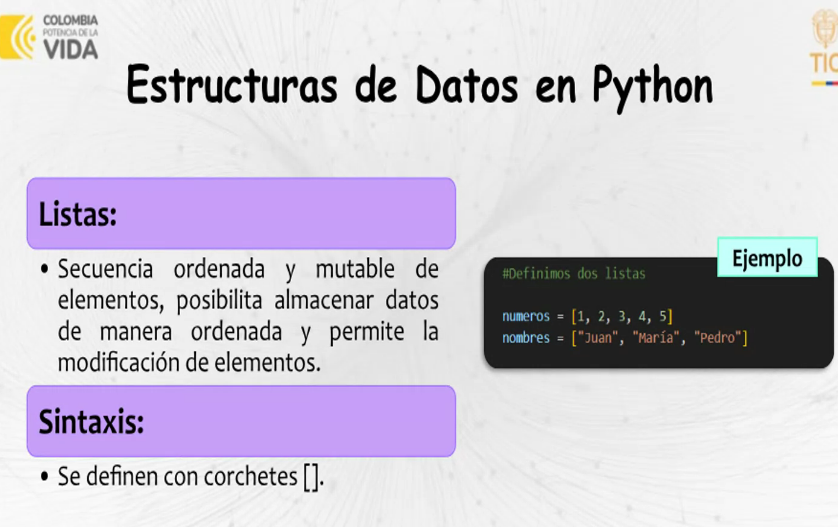 COLOMBIA
POTENCIA DE LA
VIDA
TIC
Estructuras de Datos en Python
Listas:
• Secuencia ordenada y mutable de
elementos, posibilita almacenar datos
de manera ordenada y permite la
modificación de elementos.
Sintaxis:
• Se definen con corchetes [].
Ejemplo
#Definimos dos listas
numeros = [1, 2, 3, 4, 5]
nombres = ["Juan", "María", "Pedro"]